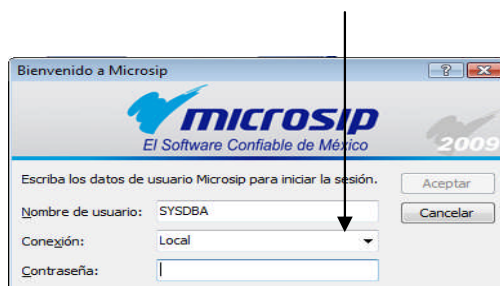 Bienvenido a Microsip
microsip
El Software Confiable de México
2009
Escriba los datos de usuario Microsip para iniciar la sesión.
Aceptar
Nombre de usuario: SYSDBA
Cancelar
Conexión: Local
Contraseña: